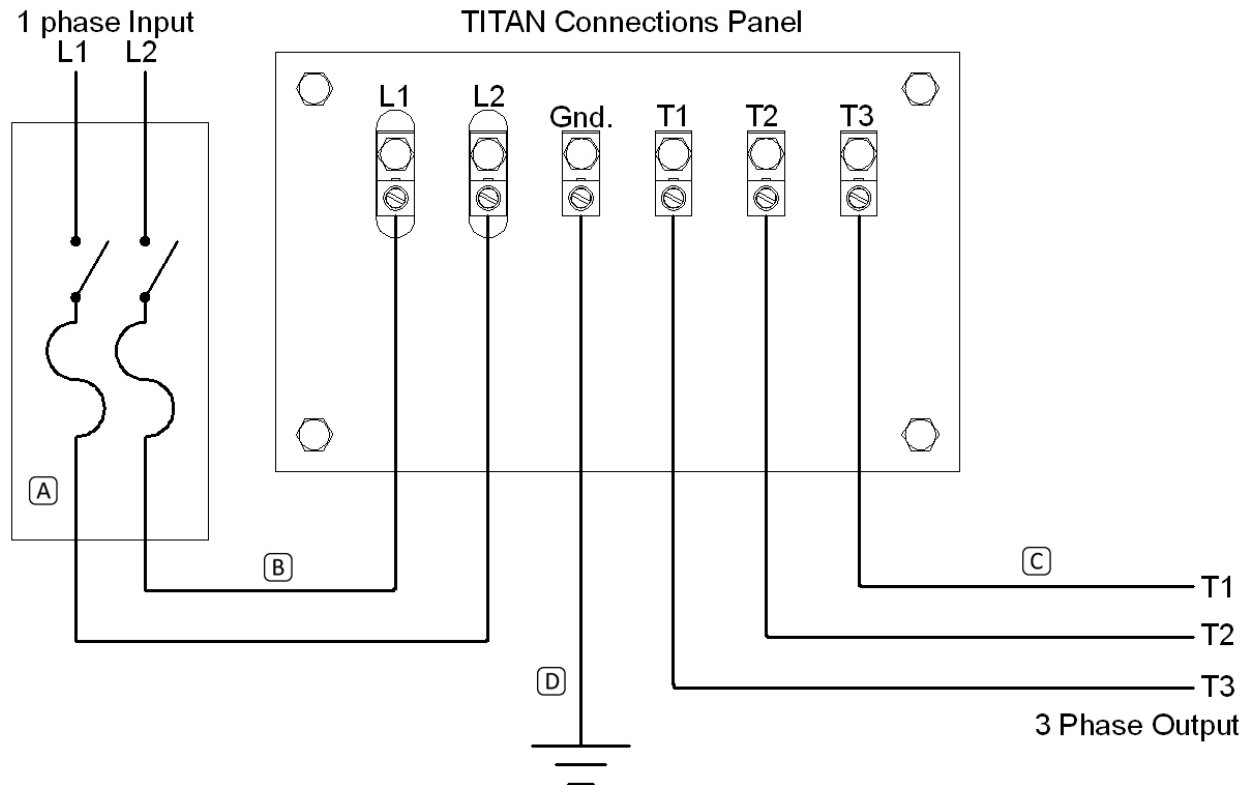 1 phase Input
L1 L2
TITAN Connections Panel
L1 L2 Gnd. T1 T2 T3
A
B
C
D
T1
T2
T3
3 Phase Output